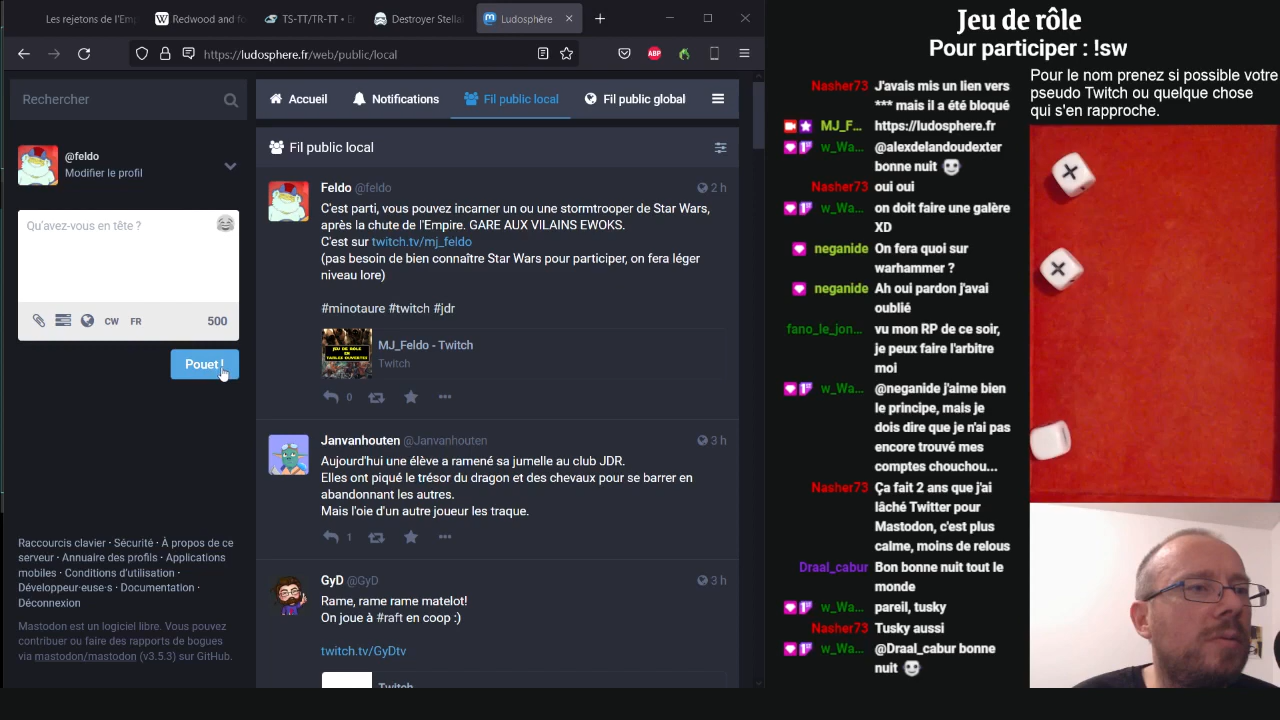 Les rejetons de l'Em
Redwood and fo
TS-TT/TR-TT • E
Destroyer Stella
Ludosphère
https://ludosphere.fr/web/public/local
ABP
Rechercher
Accueil
Notifications
Fil public local
Fil public global
@feldo
Modifier le profil
Qu'avez-vous en tête ?
CW
FR
500
Pouet !
Raccourcis clavier · Sécurité · À propos de ce
serveur · Annuaire des profils · Applications
mobiles · Conditions d'utilisation ·
Développeur·euse·s · Documentation ·
Déconnexion
Mastodon est un logiciel libre. Vous pouvez
contribuer ou faire des rapports de bogues
via mastodon/mastodon (v3.5.3) sur GitHub.
Fil public local
Feldo @feldo
2 h
C'est parti, vous pouvez incarner un ou une stormtrooper de Star Wars,
après la chute de l'Empire. GARE AUX VILAINS EWOKS.
C'est sur twitch.tv/mj_feldo
(pas besoin de bien connaître Star Wars pour participer, on fera léger
niveau lore)
#minotaure #twitch #jdr
MJ_Feldo - Twitch
Twitch
0
Janvanhouten @Janvanhouten
3 h
Aujourd'hui une élève a ramené sa jumelle au club JDR.
Elles ont piqué le trésor du dragon et des chevaux pour se barrer en
abandonnant les autres.
Mais l'oie d'un autre joueur les traque.
1
GyD @GyD
3 h
Rame, rame rame matelot!
On joue à #raft en coop :)
twitch.tv/GyDtv
Twitch
Jeu de rôle
Pour participer : !sw
Nasher73 J'avais mis un lien vers
*** mais il a été bloqué
MJ_F... https://ludosphere.fr
w_Wa... @alexdelandoudexter
bonne nuit
Nasher73 oui oui
w_Wa... on doit faire une galère
XD
neganide On fera quoi sur
warhammer ?
neganide Ah oui pardon j'avai
oublié
fano_le_jon... vu mon RP de ce soir,
je peux faire l'arbitre
moi
w_Wa... @neganide j'aime bien
le principe, mais je
dois dire que je n'ai pas
encore trouvé mes
comptes chouchou...
Nasher73 Ça fait 2 ans que j'ai
lâché Twitter pour
Mastodon, c'est plus
calme, moins de relous
Draal_cabur Bon bonne nuit tout le
monde
w_Wa... pareil, tusky
Nasher73 Tusky aussi
w_Wa... @Draal_cabur bonne
nuit
Pour le nom prenez si possible votre
pseudo Twitch ou quelque chose
qui s'en rapproche.